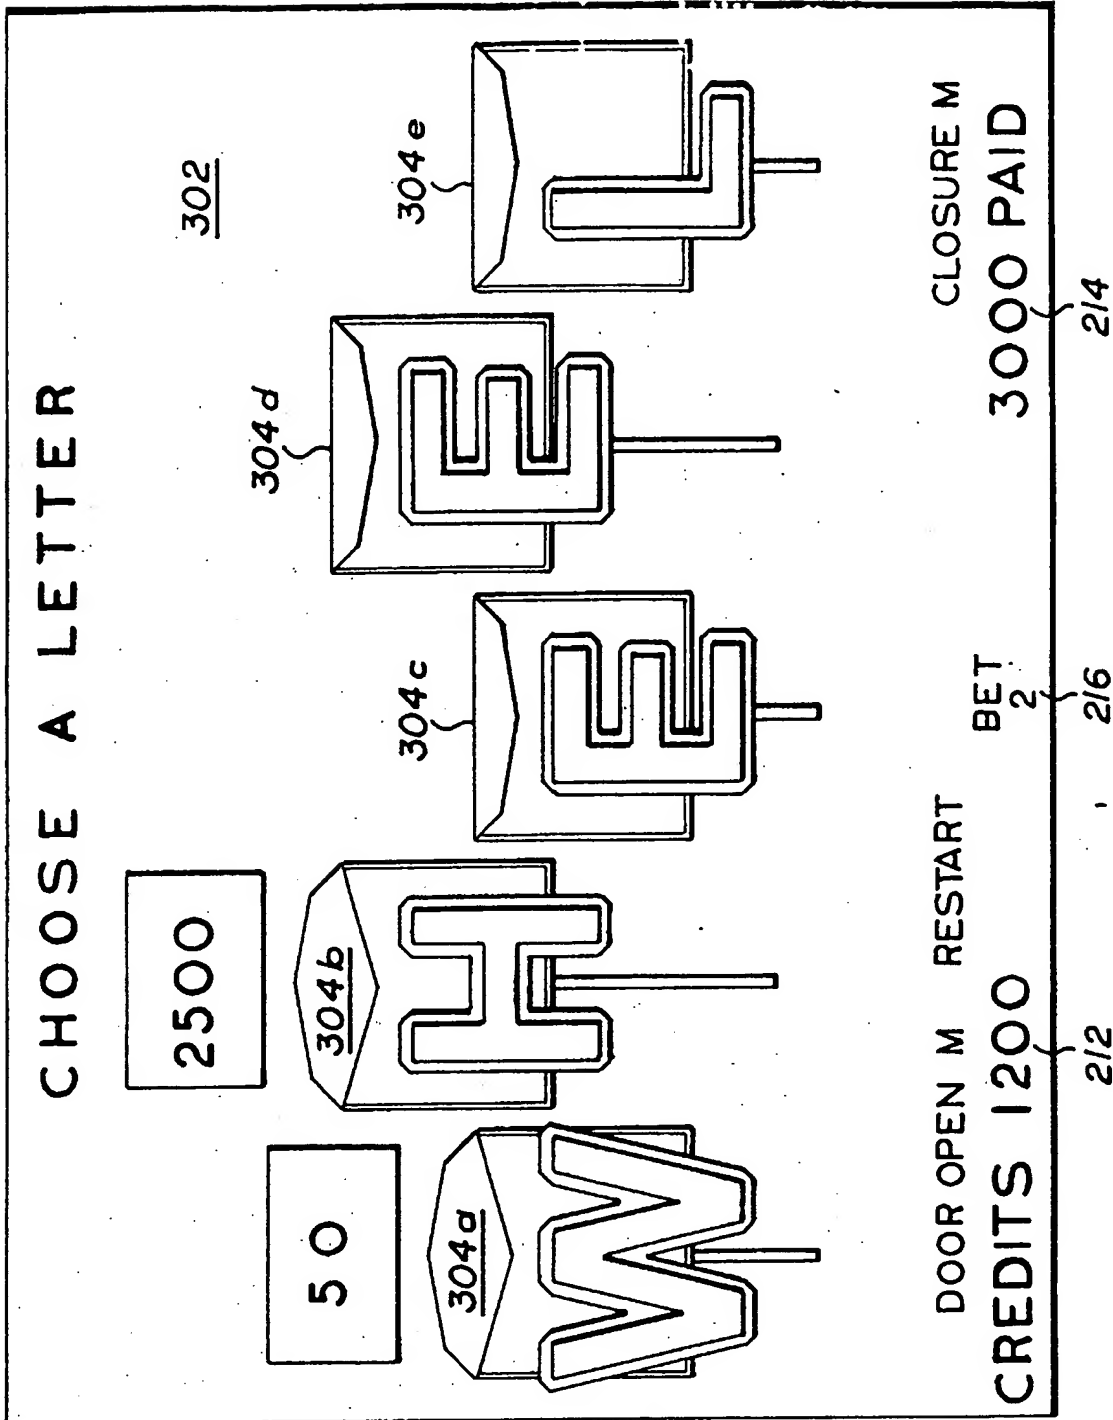 CHOOSE A LETTER
302
2500
50
304d
304e
304b
304c
304a
W H E E L
DOOR OPEN M RESTART CLOSURE M
BET
2
CREDITS 1200 3000 PAID
212 216 214